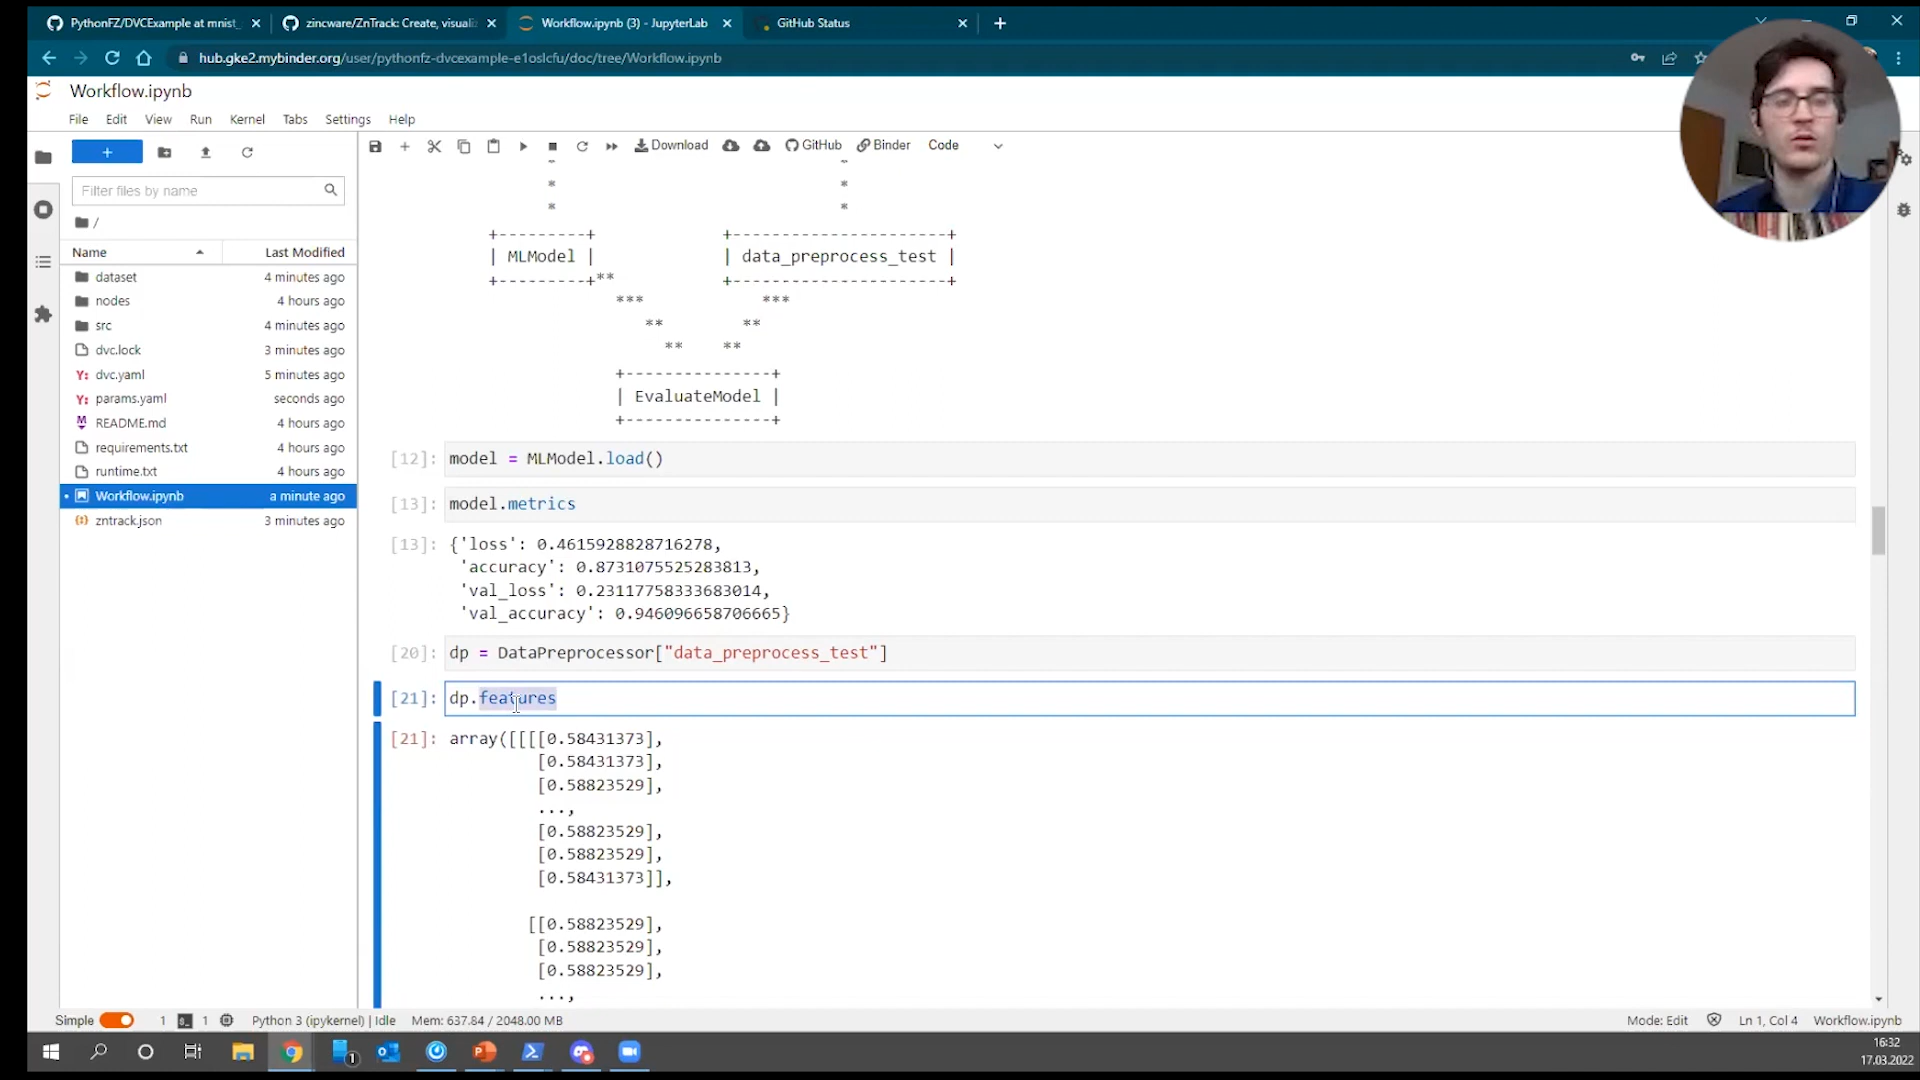 PythonFZ/DVCExample at mnist_
zincware/ZnTrack: Create, visuali
Workflow.ipynb (3) - JupyterLab
GitHub Status
hub.gke2.mybinder.org/user/pythonfz-dvcexample-e1oslcfu/doc/tree/Workflow.ipynb
Workflow.ipynb
File Edit View Run Kernel Tabs Settings Help
Download GitHub Binder Code
Filter files by name
/
Name Last Modified
dataset 4 minutes ago
nodes 4 hours ago
src 4 minutes ago
dvc.lock 3 minutes ago
Y: dvc.yaml 5 minutes ago
Y: params.yaml seconds ago
README.md 4 hours ago
requirements.txt 4 hours ago
runtime.txt 4 hours ago
Workflow.ipynb a minute ago
zntrack.json 3 minutes ago
* *
* *
+---------+ +----------------------+
| MLModel | | data_preprocess_test |
+---------+** +----------------------+
*** ***
** **
** **
+---------------+
| EvaluateModel |
+---------------+
[12]: model = MLModel.load()
[13]: model.metrics
[13]: {'loss': 0.4615928828716278,
'accuracy': 0.8731075525283813,
'val_loss': 0.23117758333683014,
'val_accuracy': 0.946096658706665}
[20]: dp = DataPreprocessor["data_preprocess_test"]
[21]: dp.features
[21]: array([[[[0.58431373],
[0.58431373],
[0.58823529],
...,
[0.58823529],
[0.58823529],
[0.58431373]],
[[0.58823529],
[0.58823529],
[0.58823529],
...,
Simple 1 1 Python 3 (ipykernel) | Idle Mem: 637.84 / 2048.00 MB Mode: Edit Ln 1, Col 4 Workflow.ipynb
1
16:32
17.03.2022